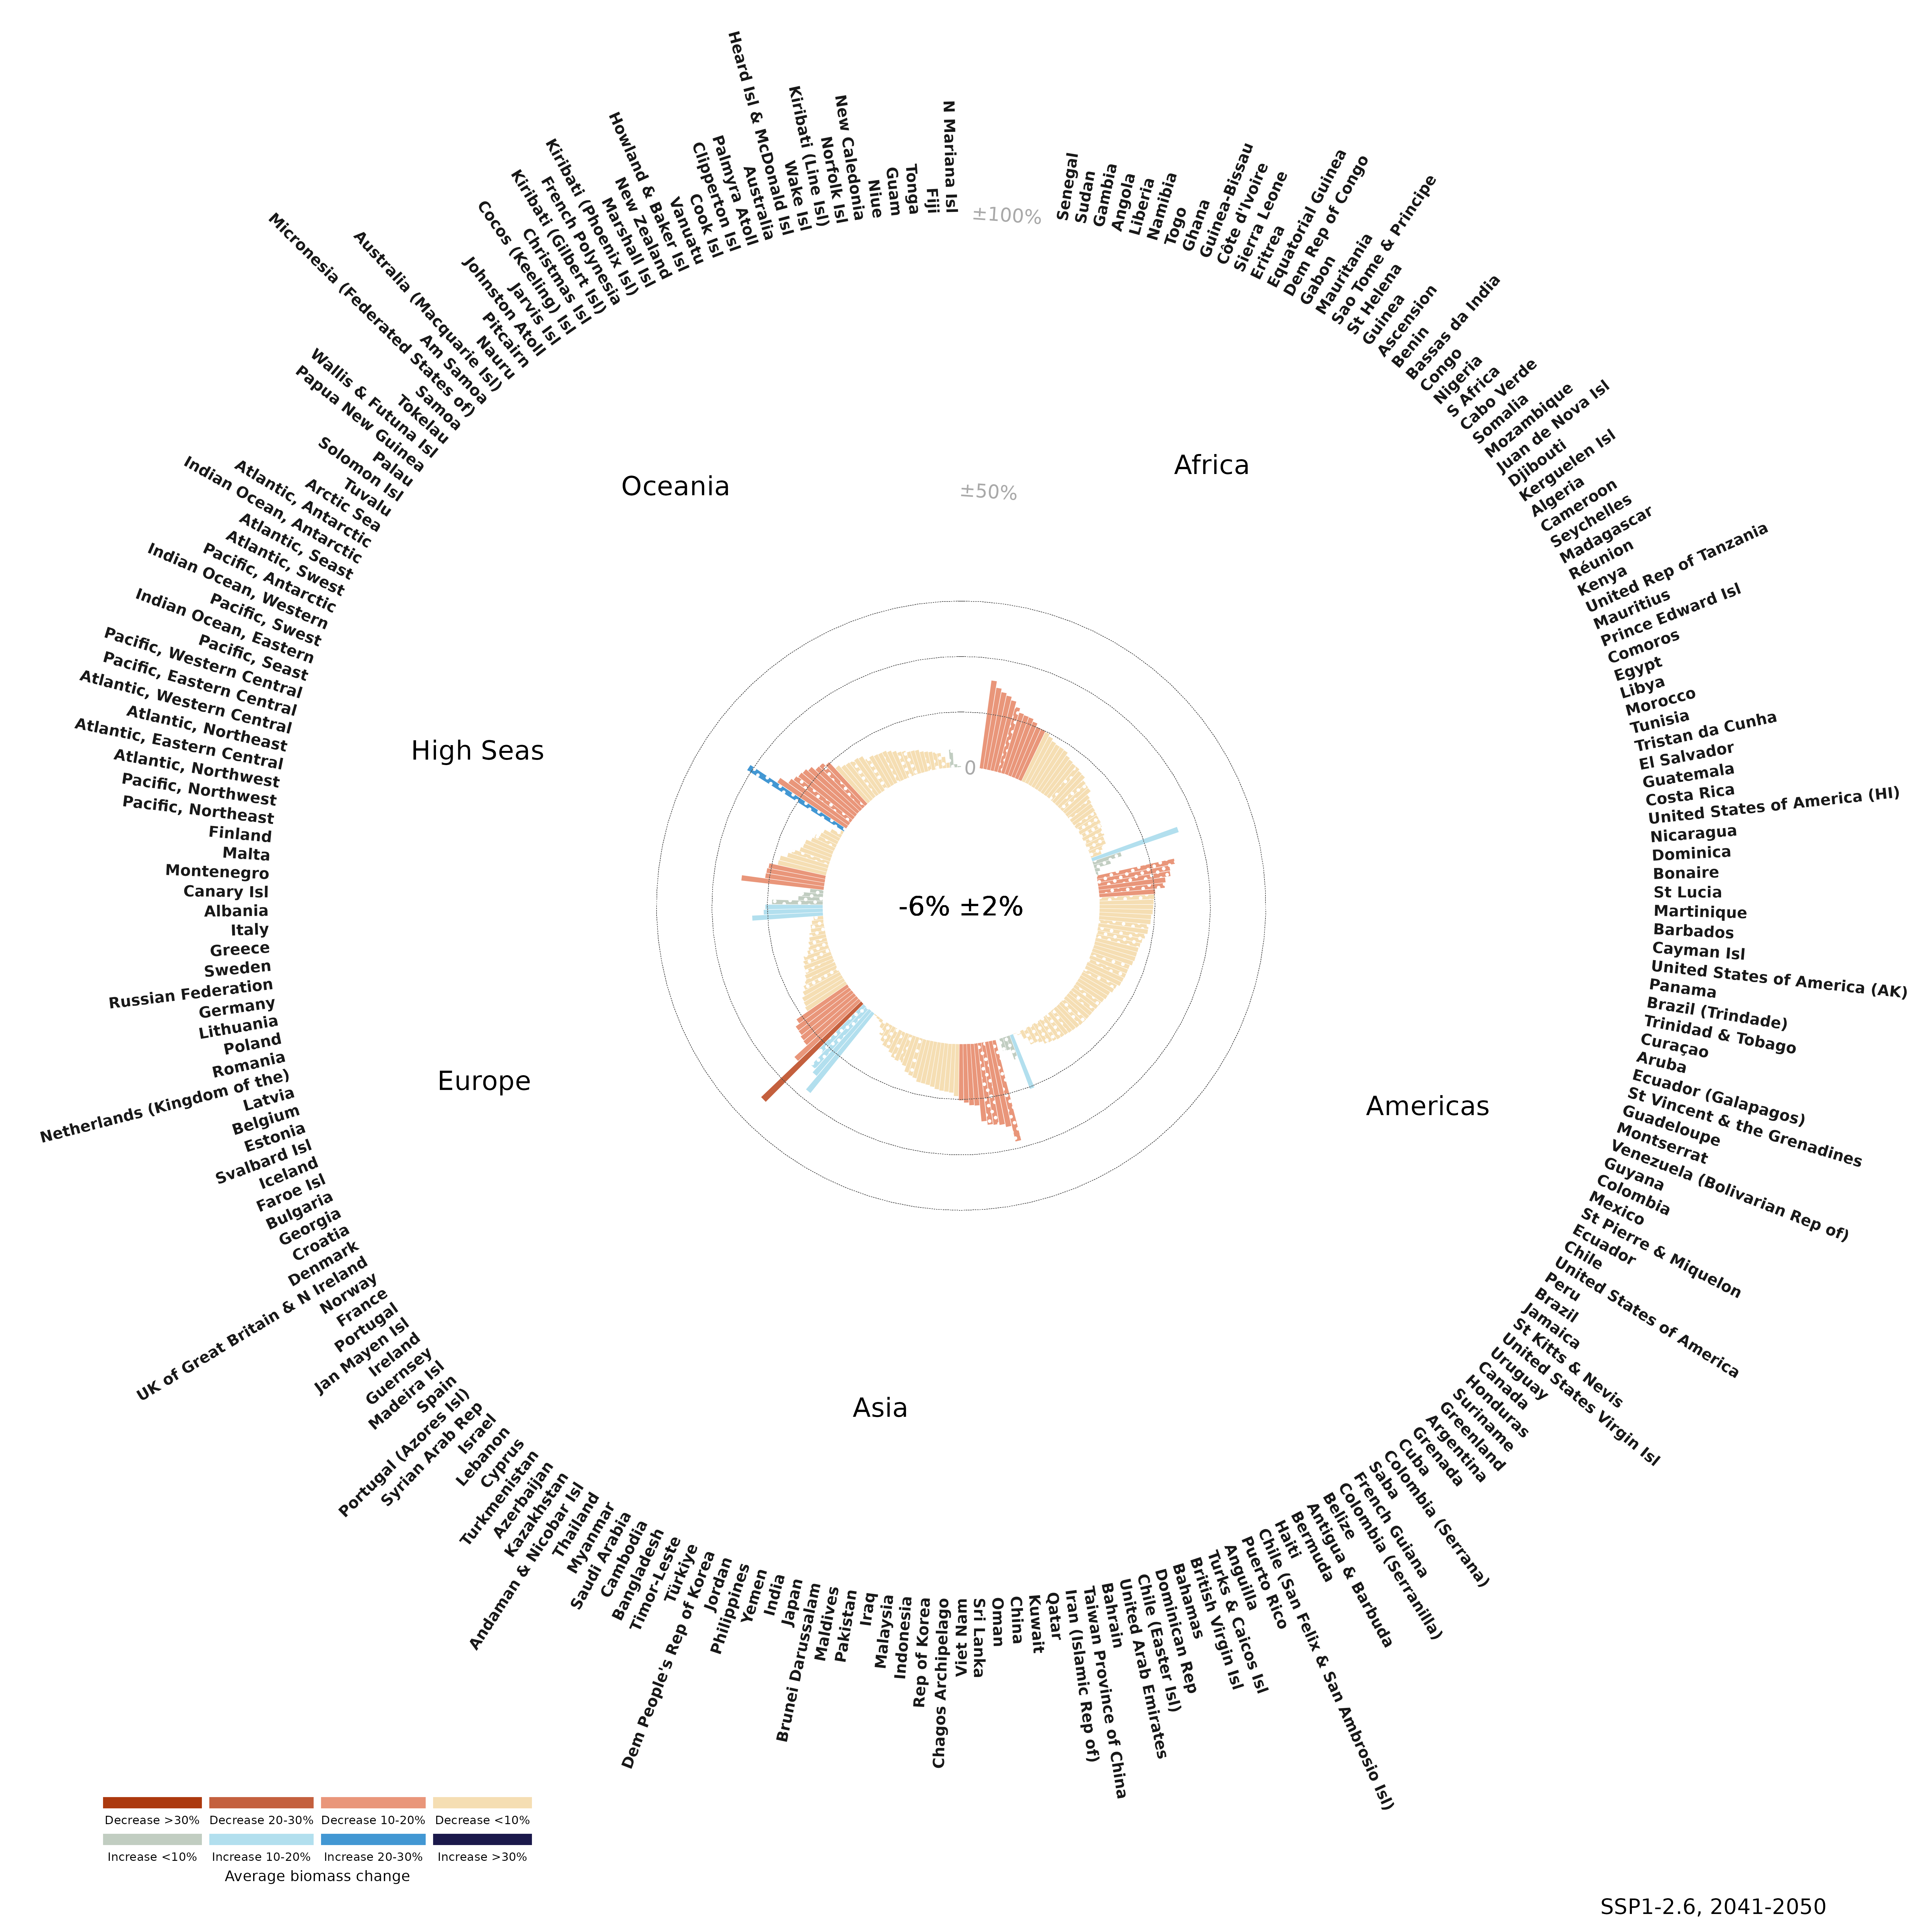 Senegal
Sudan
Gambia
Angola
Liberia
Namibia
Togo
Ghana
Guinea-Bissau
Côte d'Ivoire
Sierra Leone
Eritrea
Equatorial Guinea
Dem Rep of Congo
Gabon
Mauritania
Sao Tome & Principe
St Helena
Guinea
Ascension
Benin
Bassas da India
Congo
Nigeria
S Africa
Cabo Verde
Somalia
Mozambique
Juan de Nova Isl
Djibouti
Kerguelen Isl
Algeria
Cameroon
Seychelles
Madagascar
Réunion
Kenya
United Rep of Tanzania
Mauritius
Prince Edward Isl
Comoros
Egypt
Libya
Morocco
Tunisia
Tristan da Cunha
El Salvador
Guatemala
Costa Rica
United States of America (HI)
Nicaragua
Dominica
Bonaire
St Lucia
Martinique
Barbados
Cayman Isl
United States of America (AK)
Panama
Brazil (Trindade)
Trinidad & Tobago
Curaçao
Aruba
Ecuador (Galapagos)
St Vincent & the Grenadines
Guadeloupe
Montserrat
Venezuela (Bolivarian Rep of)
Guyana
Colombia
Mexico
St Pierre & Miquelon
Ecuador
Chile
United States of America
Peru
Brazil
Jamaica
St Kitts & Nevis
United States Virgin Isl
Uruguay
Canada
Honduras
Suriname
Greenland
Argentina
Grenada
Cuba
Colombia (Serrana)
Saba
French Guiana
Colombia (Serranilla)
Belize
Antigua & Barbuda
Bermuda
Haiti
Chile (San Felix & San Ambrosio Isl)
Puerto Rico
Anguilla
Turks & Caicos Isl
British Virgin Isl
Bahamas
Dominican Rep
Chile (Easter Isl)
United Arab Emirates
Bahrain
Taiwan Province of China
Iran (Islamic Rep of)
Qatar
Kuwait
China
Oman
Sri Lanka
Viet Nam
Chagos Archipelago
Rep of Korea
Indonesia
Malaysia
Iraq
Pakistan
Maldives
Brunei Darussalam
Japan
India
Yemen
Philippines
Jordan
Dem People's Rep of Korea
Türkiye
Timor-Leste
Bangladesh
Cambodia
Saudi Arabia
Myanmar
Thailand
Andaman & Nicobar Isl
Kazakhstan
Azerbaijan
Turkmenistan
Cyprus
Lebanon
Israel
Syrian Arab Rep
Portugal (Azores Isl)
Spain
Madeira Isl
Guernsey
Ireland
Jan Mayen Isl
Portugal
France
Norway
UK of Great Britain & N Ireland
Denmark
Croatia
Georgia
Bulgaria
Faroe Isl
Iceland
Svalbard Isl
Estonia
Belgium
Latvia
Netherlands (Kingdom of the)
Romania
Poland
Lithuania
Germany
Russian Federation
Sweden
Greece
Italy
Albania
Canary Isl
Montenegro
Malta
Finland
Pacific, Northeast
Pacific, Northwest
Atlantic, Northwest
Atlantic, Eastern Central
Atlantic, Northeast
Atlantic, Western Central
Pacific, Eastern Central
Pacific, Western Central
Pacific, Seast
Indian Ocean, Eastern
Pacific, Swest
Indian Ocean, Western
Pacific, Antarctic
Atlantic, Swest
Atlantic, Seast
Indian Ocean, Antarctic
Atlantic, Antarctic
Arctic Sea
Tuvalu
Solomon Isl
Palau
Papua New Guinea
Wallis & Futuna Isl
Tokelau
Samoa
Micronesia (Federated States of)
Am Samoa
Australia (Macquarie Isl)
Nauru
Pitcairn
Johnston Atoll
Jarvis Isl
Cocos (Keeling) Isl
Christmas Isl
Kiribati (Gilbert Isl)
French Polynesia
Kiribati (Phoenix Isl)
Marshall Isl
New Zealand
Howland & Baker Isl
Vanuatu
Cook Isl
Clipperton Isl
Palmyra Atoll
Australia
Heard Isl & McDonald Isl
Wake Isl
Kiribati (Line Isl)
Norfolk Isl
New Caledonia
Niue
Guam
Tonga
Fiji
N Mariana Isl
±100%
±50%
0
Oceania
Africa
High Seas
-6% ±2%
Europe
Americas
Asia
Decrease >30%
Decrease 20-30%
Decrease 10-20%
Decrease <10%
Increase <10%
Increase 10-20%
Increase 20-30%
Increase >30%
Average biomass change
SSP1-2.6, 2041-2050